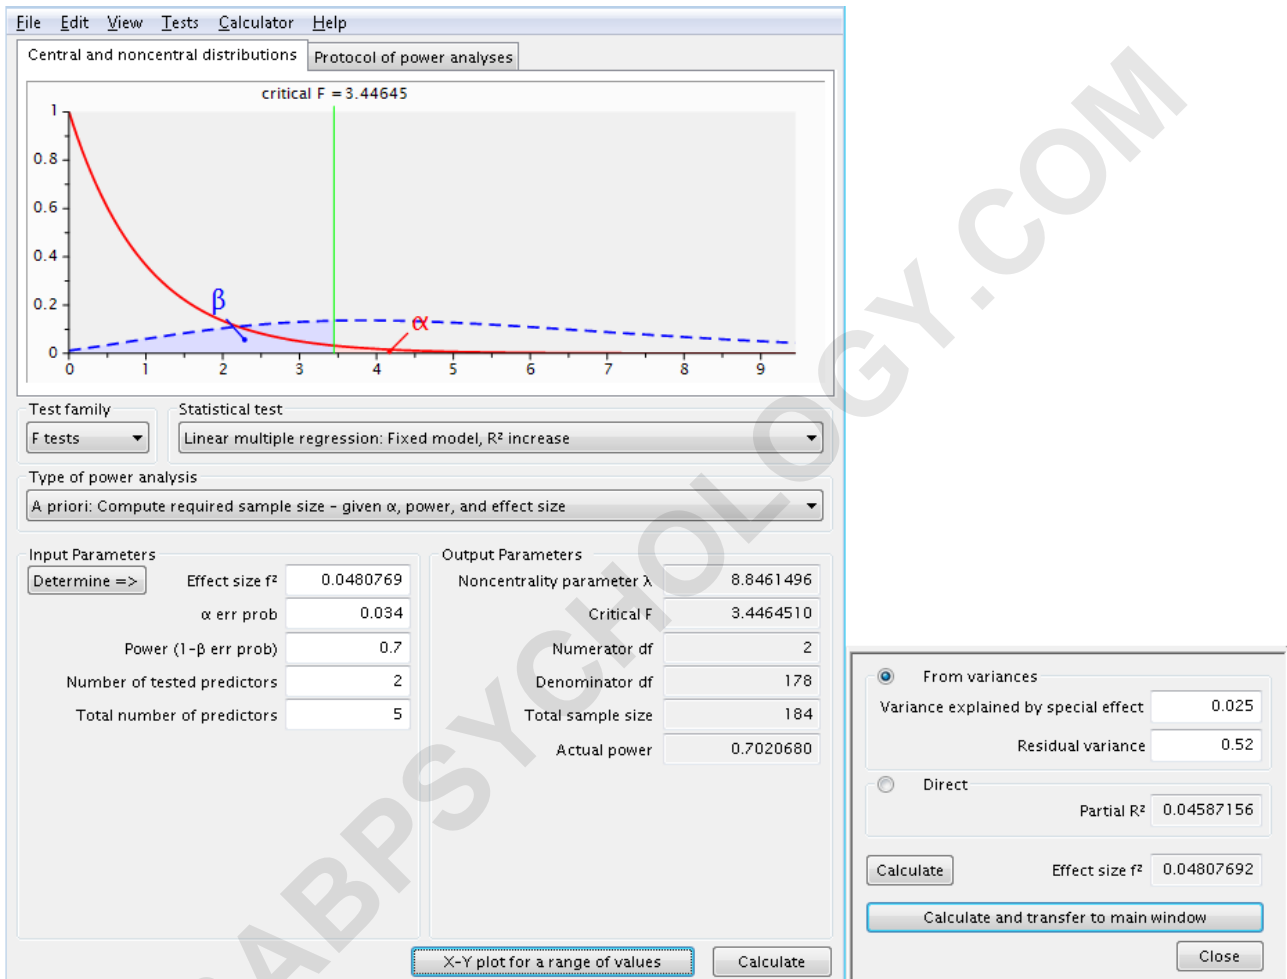 File Edit View Tests Calculator Help
Central and noncentral distributions Protocol of power analyses
critical F = 3.44645
1
0.8
0.6
0.4
0.2
0
β
α
0 1 2 3 4 5 6 7 8 9
Test family Statistical test
F tests Linear multiple regression: Fixed model, R² increase
Type of power analysis
A priori: Compute required sample size - given α, power, and effect size
Input Parameters
Determine => Effect size f² 0.0480769
α err prob 0.034
Power (1-β err prob) 0.7
Number of tested predictors 2
Total number of predictors 5
Output Parameters
Noncentrality parameter λ 8.8461496
Critical F 3.4464510
Numerator df 2
Denominator df 178
Total sample size 184
Actual power 0.7020680
X-Y plot for a range of values Calculate
From variances
Variance explained by special effect 0.025
Residual variance 0.52
Direct
Partial R² 0.04587156
Calculate Effect size f² 0.04807692
Calculate and transfer to main window
Close
ABPSYCHOLOGY.COM